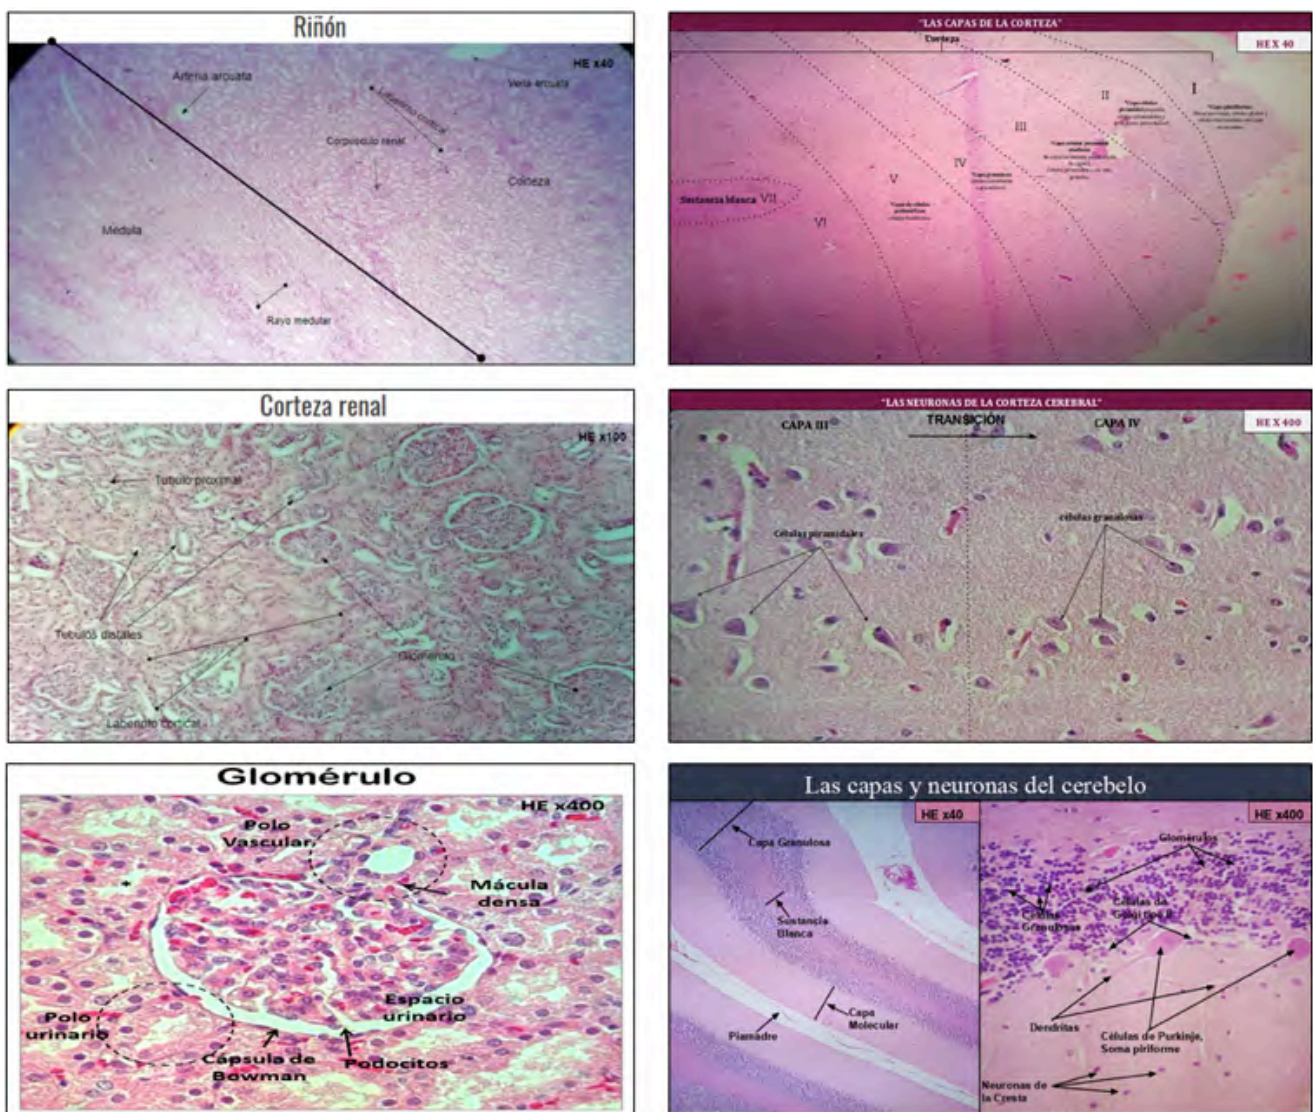 Riñón
HE x40
Arteria arcuata
Vena arcuata
Laberinto cortical
Corpúsculo renal
Corteza
Médula
Rayo medular
"LAS CAPAS DE LA CORTEZA"
Corteza
HE X 40
I
II
III
IV
V
VI
Sustancia blanca VII
Corteza renal
HE x100
Tubulo proximal
Tubulos distales
Glomérulo
Laberinto cortical
"LAS NEURONAS DE LA CORTEZA CEREBRAL"
CAPA III
TRANSICIÓN
CAPA IV
HE X 400
Células piramidales
células granulosas
Glomérulo
HE x400
Polo
Vascular
Mácula
densa
Espacio
urinario
Polo
urinario
Cápsula de
Bowman
Podocitos
Las capas y neuronas del cerebelo
HE x40
Capa Granulosa
Sustancia
Blanca
Capa
Molecular
Piamadre
HE x400
Glomérulos
Células
Granulosas
Células de
Golgi tipo II
Dendritas
Células de Purkinje,
Soma piriforme
Neuronas de
la Cresta